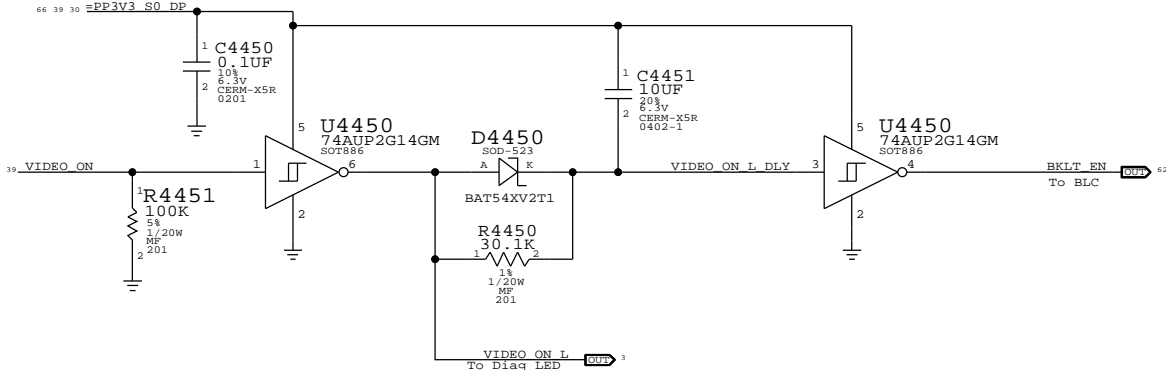 66 39 30 =PP3V3_S0_DP
1
C4450
0.1UF
10%
6.3V
CERM-X5R
0201
2
1
C4451
10UF
20%
6.3V
CERM-X5R
0402-1
2
5
U4450
74AUP2G14GM
SOT886
D4450
SOD-523
5
U4450
74AUP2G14GM
SOT886
39 VIDEO_ON
1
6
A
K
VIDEO_ON_L_DLY
3
4
BKLT_EN
OUT
62
To BLC
BAT54XV2T1
1
R4451
100K
5%
1/20W
MF
201
2
2
2
R4450
30.1K
1
2
1%
1/20W
MF
201
VIDEO_ON_L
OUT
3
To Diag LED